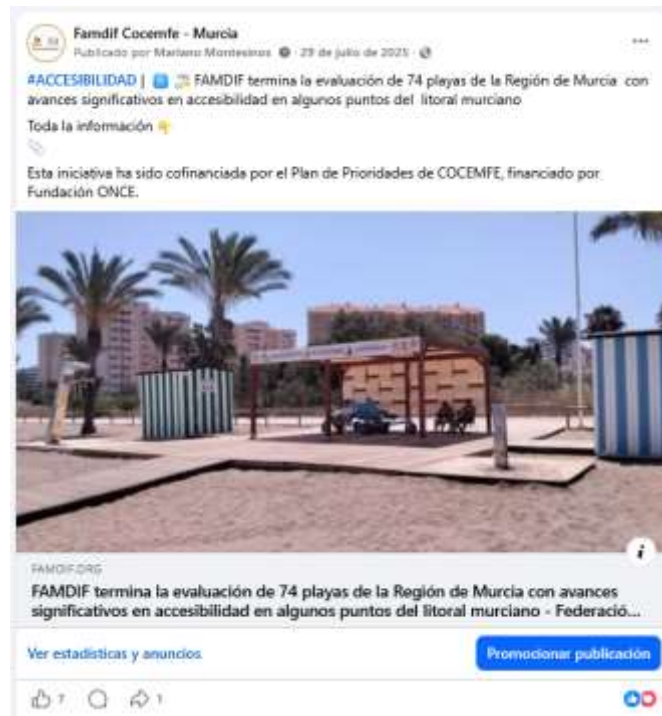 Famdif Cocemfe - Murcia
Publicado por Mariano Montesinos · 29 de julio de 2025 ·
#ACCESIBILIDAD | FAMDIF termina la evaluación de 74 playas de la Región de Murcia con
avances significativos en accesibilidad en algunos puntos del litoral murciano
Toda la información
Esta iniciativa ha sido cofinanciada por el Plan de Prioridades de COCEMFE, financiado por
Fundación ONCE.
FAMDIF.ORG
FAMDIF termina la evaluación de 74 playas de la Región de Murcia con avances
significativos en accesibilidad en algunos puntos del litoral murciano - Federació...
Ver estadísticas y anuncios
Promocionar publicación
7
1